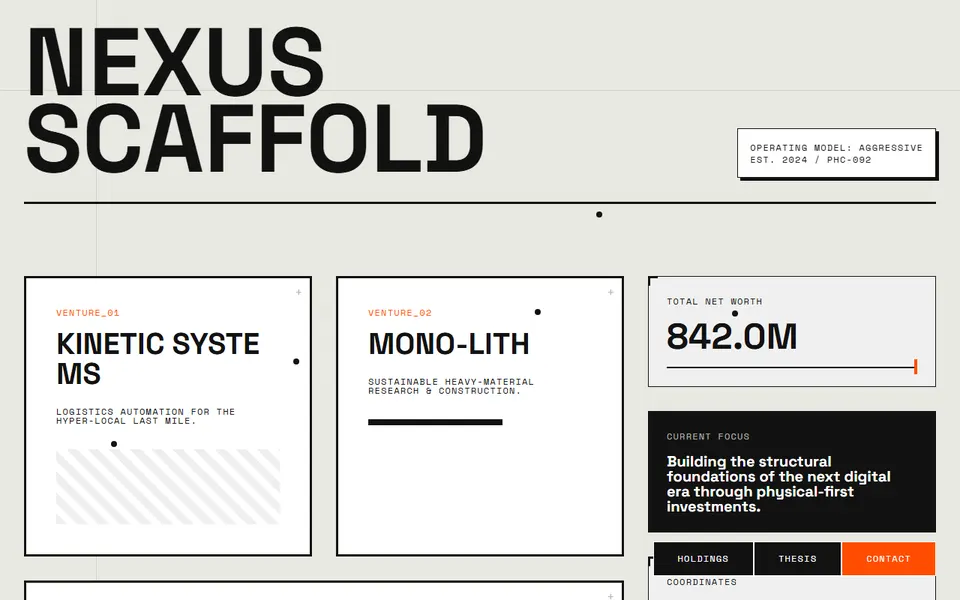 NEXUS
SCAFFOLD
OPERATING MODEL: AGGRESSIVE
EST. 2024 / PHC-092
+
VENTURE_01
KINETIC SYSTE
MS
LOGISTICS AUTOMATION FOR THE
HYPER-LOCAL LAST MILE.
+
VENTURE_02
MONO-LITH
SUSTAINABLE HEAVY-MATERIAL
RESEARCH & CONSTRUCTION.
TOTAL NET WORTH
842.0M
CURRENT FOCUS
Building the structural
foundations of the next digital
era through physical-first
investments.
HOLDINGS
THESIS
CONTACT
COORDINATES
+